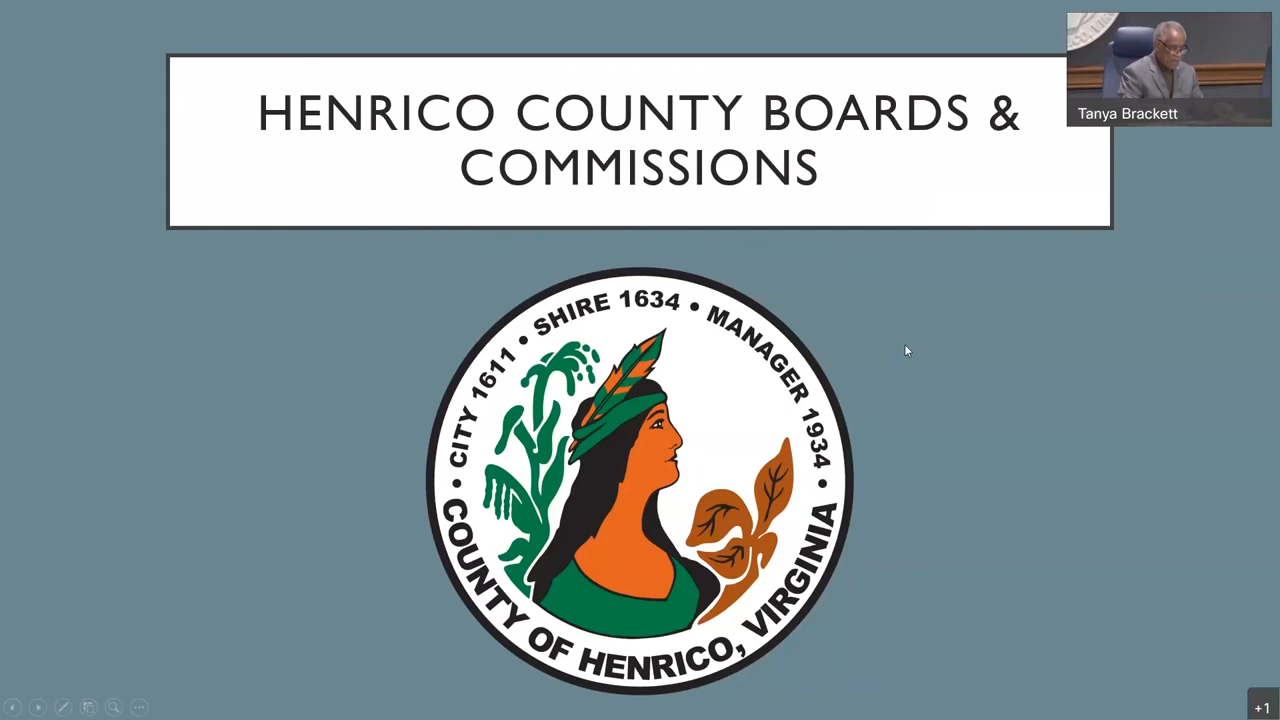 HENRICO COUNTY BOARDS &
COMMISSIONS
Tanya Brackett
• CITY 1611 • SHIRE 1634 • MANAGER 1934 •
COUNTY OF HENRICO, VIRGINIA
+1